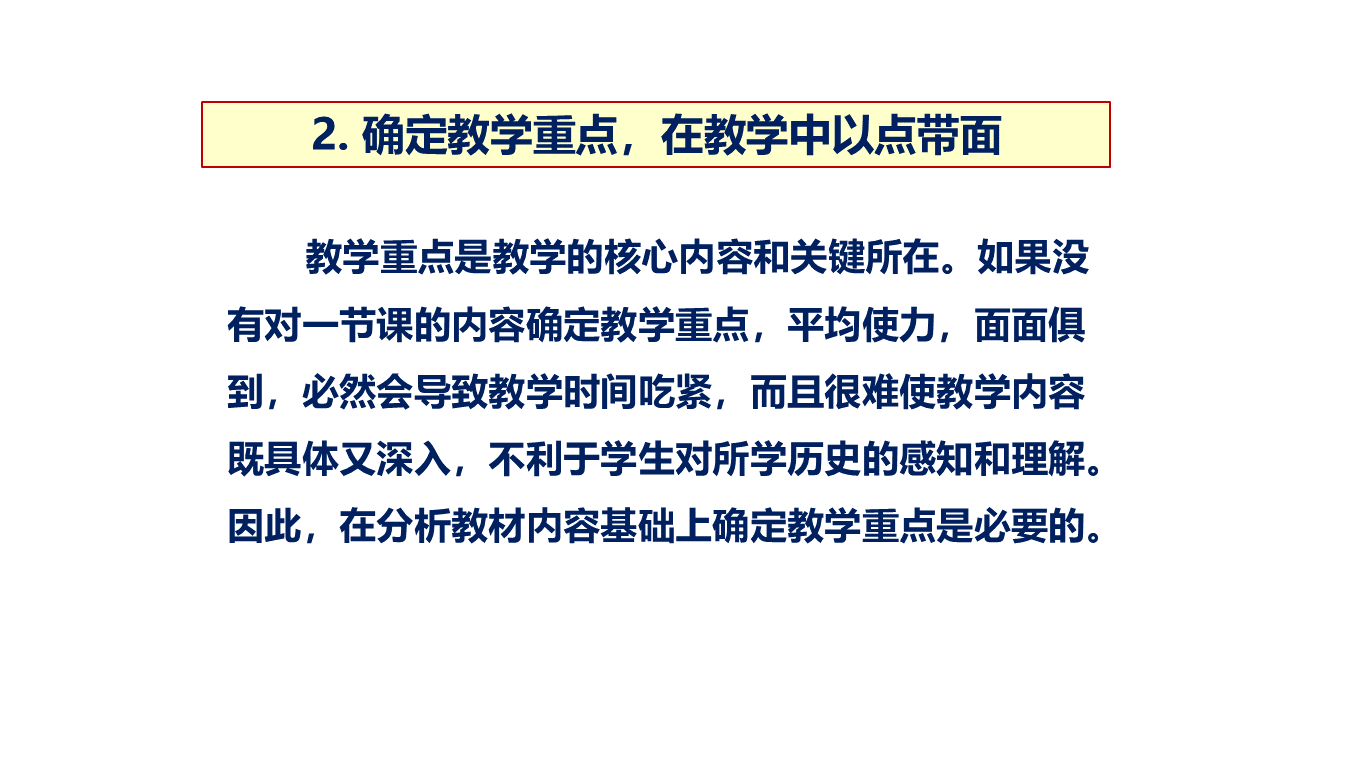 2. 确定教学重点，在教学中以点带面
教学重点是教学的核心内容和关键所在。如果没
有对一节课的内容确定教学重点，平均使力，面面俱
到，必然会导致教学时间吃紧，而且很难使教学内容
既具体又深入，不利于学生对所学历史的感知和理解。
因此，在分析教材内容基础上确定教学重点是必要的。